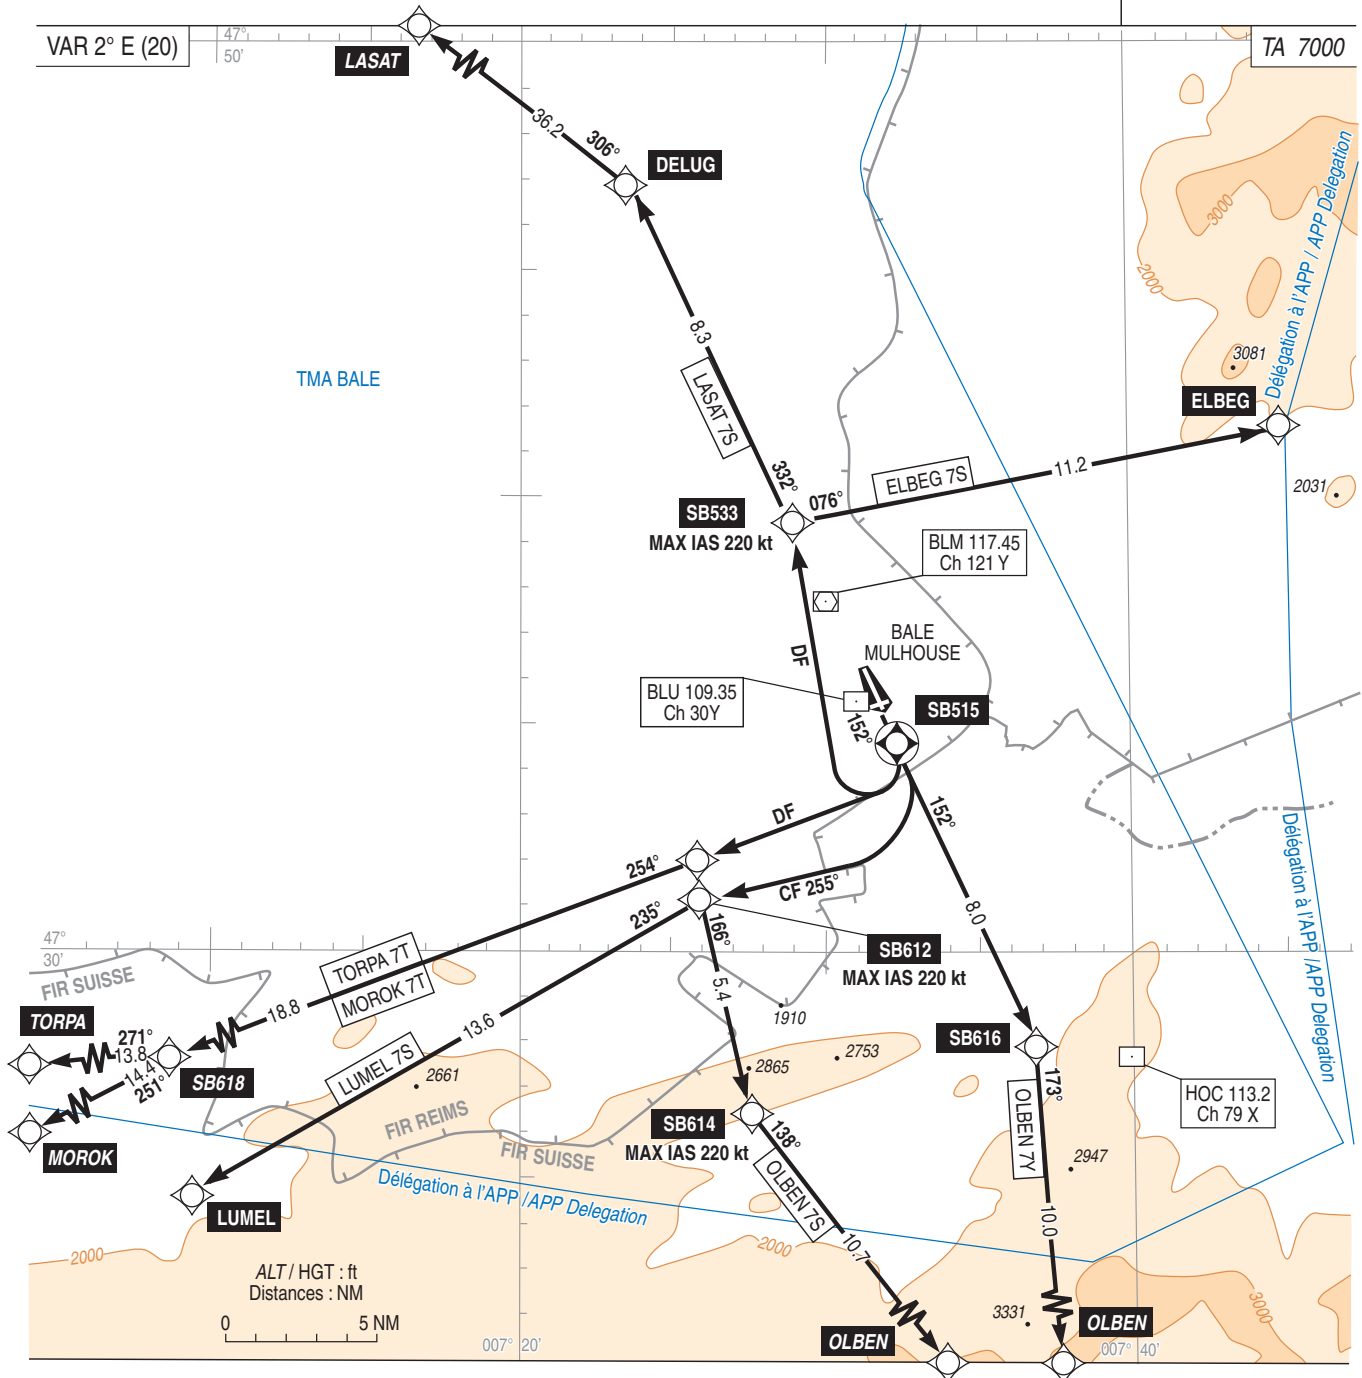 VAR 2° E (20)
47°
50'
LASAT
TA 7000
36.2
306°
DELUG
3000
2000
Délégation à l'APP / APP Delegation
8.3
3081
TMA BALE
LASAT 7S
ELBEG
332°
076°
ELBEG 7S
11.2
2031
SB533
MAX IAS 220 kt
BLM 117.45
Ch 121 Y
DF
BALE
MULHOUSE
BLU 109.35
Ch 30Y
152°
SB515
DF
152°
254°
CF 255°
235°
166°
8.0
47°
30'
SB612
MAX IAS 220 kt
FIR SUISSE
TORPA 7T
MOROK 7T
5.4
18.8
1910
TORPA
271°
13.8
14.4
251°
SB618
13.6
SB616
LUMEL 7S
2661
2865
2753
173°
HOC 113.2
Ch 79 X
MOROK
FIR REIMS
FIR SUISSE
SB614
MAX IAS 220 kt
138°
OLBEN 7Y
2947
OLBEN 7S
LUMEL
Délégation à l'APP /APP Delegation
Délégation à l'APP /APP Delegation
10.0
2000
2000
10.7
ALT / HGT : ft
Distances : NM
0
5 NM
3331
3000
OLBEN
OLBEN
007° 20'
007° 40'